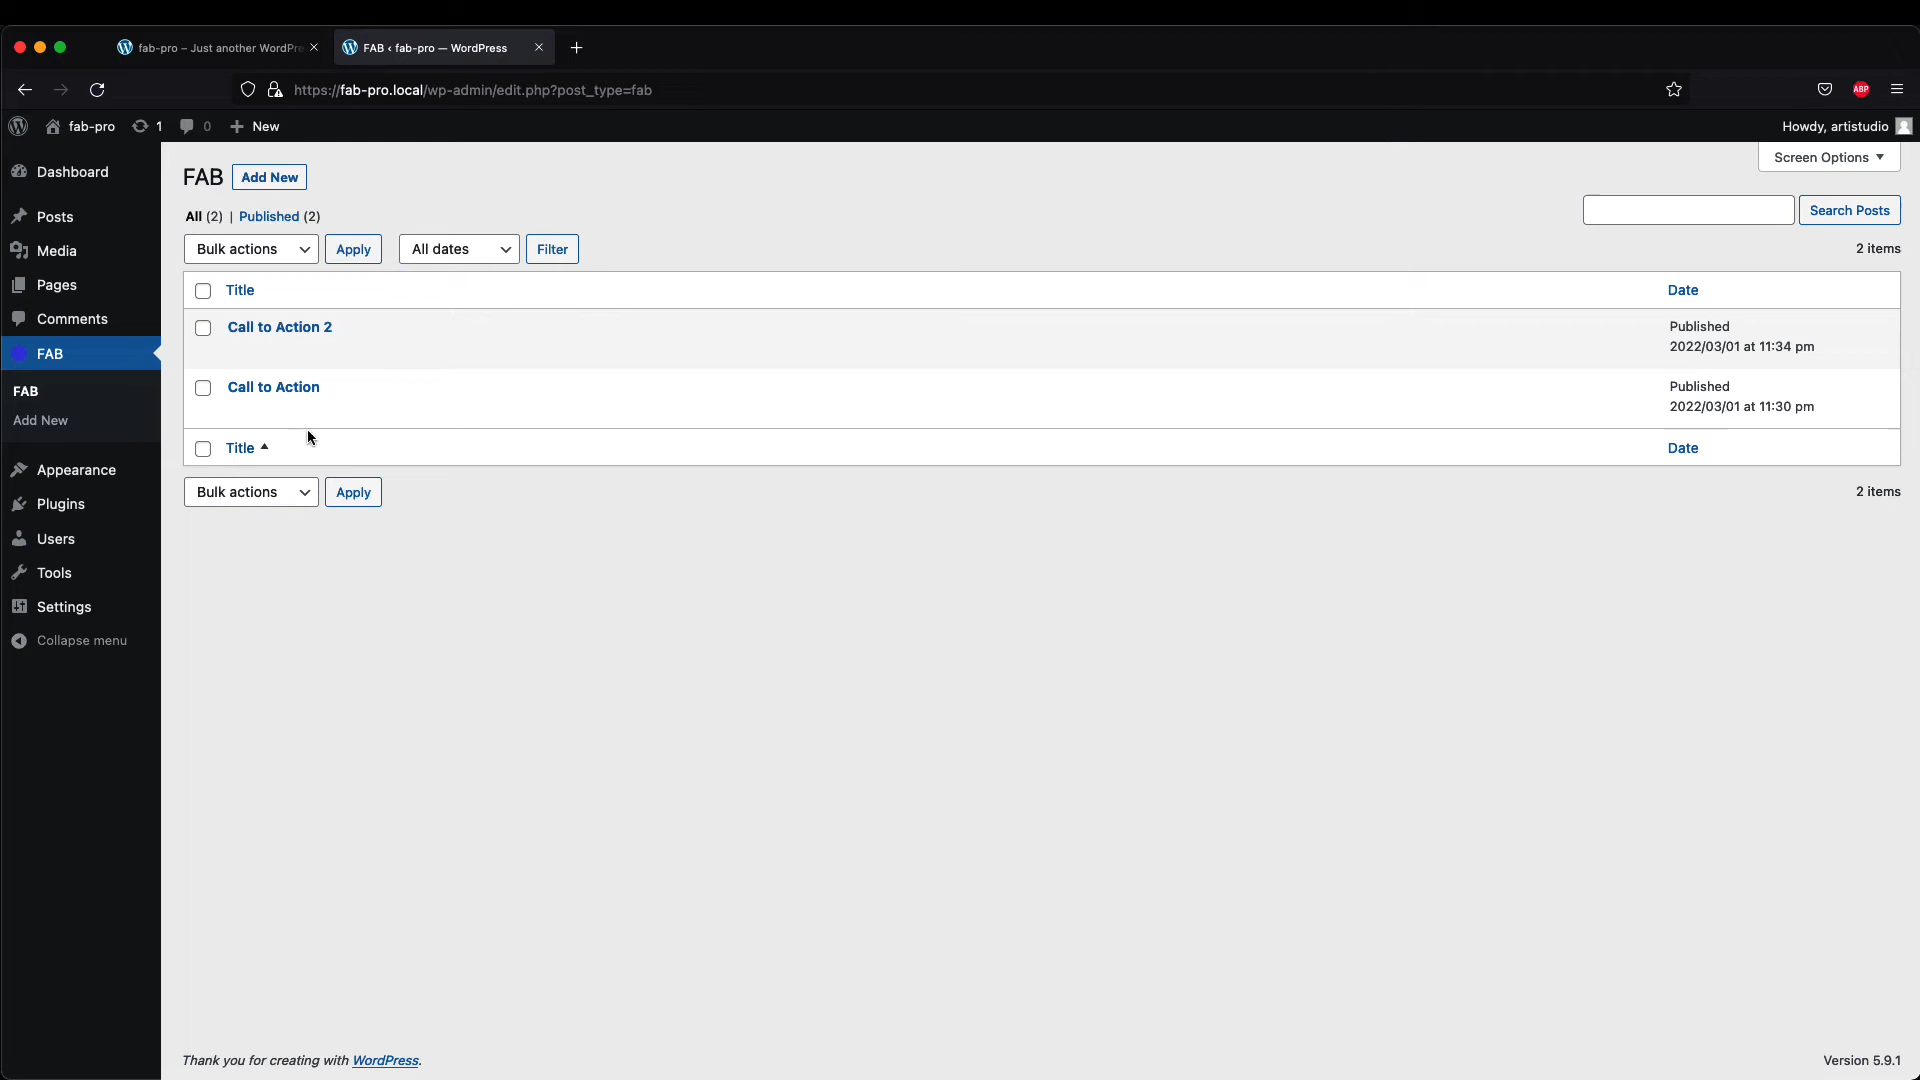 fab-pro – Just another WordPre
FAB ‹ fab-pro — WordPress
https://fab-pro.local/wp-admin/edit.php?post_type=fab
ABP
fab-pro 1 0 New
Howdy, artistudio
Dashboard
Posts
Media
Pages
Comments
FAB
FAB
Add New
Appearance
Plugins
Users
Tools
Settings
Collapse menu
Screen Options
FAB Add New
All (2) | Published (2)
Search Posts
Bulk actions Apply All dates Filter 2 items
Title Date
Call to Action 2 Published
2022/03/01 at 11:34 pm
Call to Action Published
2022/03/01 at 11:30 pm
Title Date
Bulk actions Apply 2 items
Thank you for creating with WordPress. Version 5.9.1